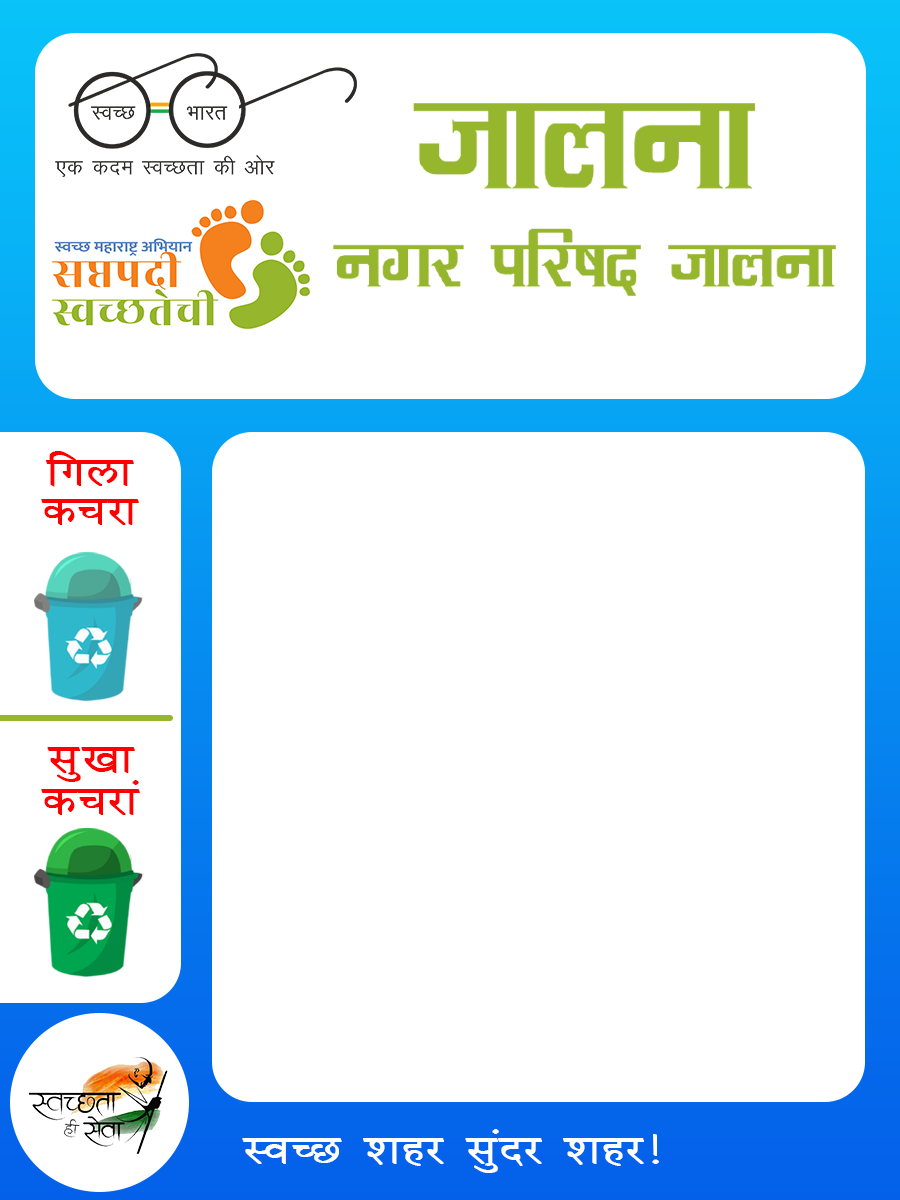 स्वच्छ भारत
एक कदम स्वच्छता की ओर
जालना
स्वच्छ महाराष्ट्र अभियान
सप्तपदी
स्वच्छतेची
नगर परिषद जालना
गिला
कचरा
सुखा
कचरां
स्वच्छता
ही सेवा
स्वच्छ शहर सुंदर शहर!